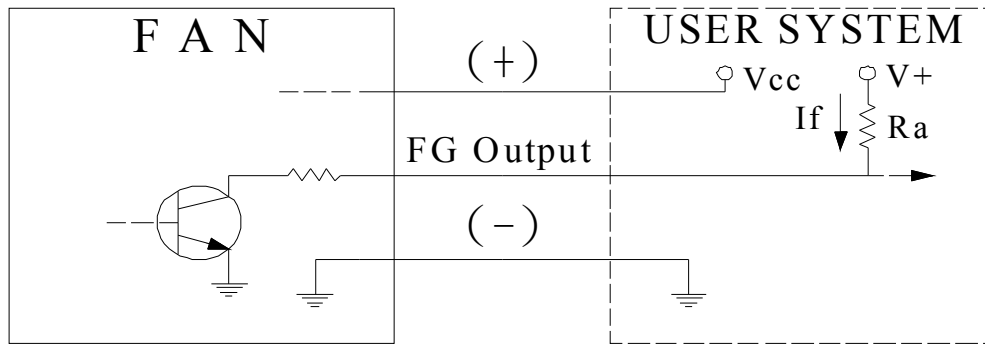 F A N
USER SYSTEM
(+)
Vcc
V+
If
Ra
FG Output
(-)